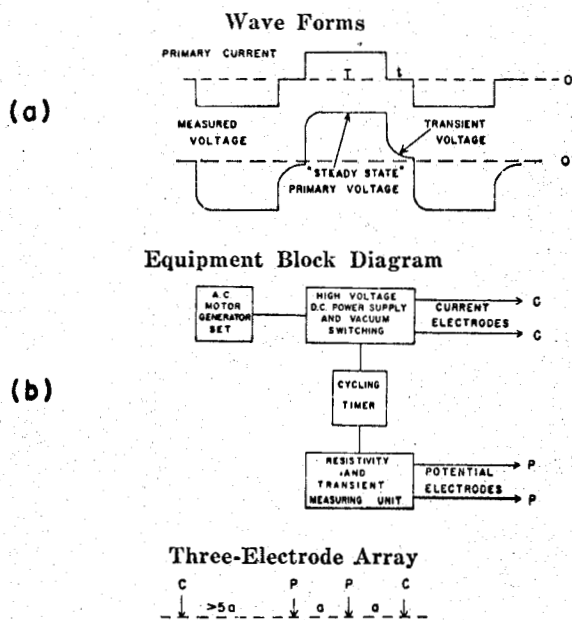 Wave Forms
PRIMARY CURRENT
T
t
O
(a)
MEASURED
VOLTAGE
TRANSIENT
VOLTAGE
O
"STEADY STATE"
PRIMARY VOLTAGE
Equipment Block Diagram
A.C
MOTOR
GENERATOR
SET
HIGH VOLTAGE
D.C. POWER SUPPLY
AND VACUUM
SWITCHING
C
CURRENT
ELECTRODES
C
(b)
CYCLING
TIMER
RESISTIVITY
AND
TRANSIENT
MEASURING UNIT
P
POTENTIAL
ELECTRODES
P
Three-Electrode Array
C P P C
>5a a a